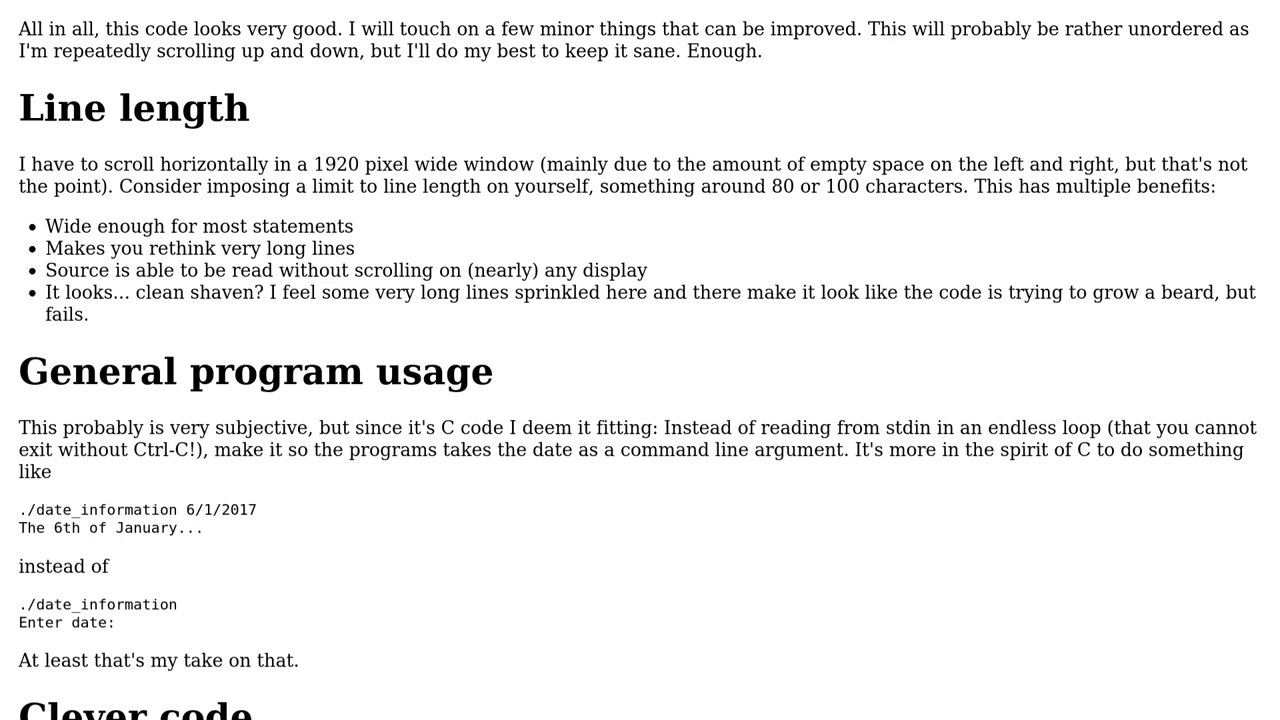 All in all, this code looks very good. I will touch on a few minor things that can be improved. This will probably be rather unordered as
I'm repeatedly scrolling up and down, but I'll do my best to keep it sane. Enough.
Line length
I have to scroll horizontally in a 1920 pixel wide window (mainly due to the amount of empty space on the left and right, but that's not
the point). Consider imposing a limit to line length on yourself, something around 80 or 100 characters. This has multiple benefits:
• Wide enough for most statements
• Makes you rethink very long lines
• Source is able to be read without scrolling on (nearly) any display
• It looks... clean shaven? I feel some very long lines sprinkled here and there make it look like the code is trying to grow a beard, but
fails.
General program usage
This probably is very subjective, but since it's C code I deem it fitting: Instead of reading from stdin in an endless loop (that you cannot
exit without Ctrl-C!), make it so the programs takes the date as a command line argument. It's more in the spirit of C to do something
like
./date_information 6/1/2017
The 6th of January...
instead of
./date_information
Enter date:
At least that's my take on that.
Clever code